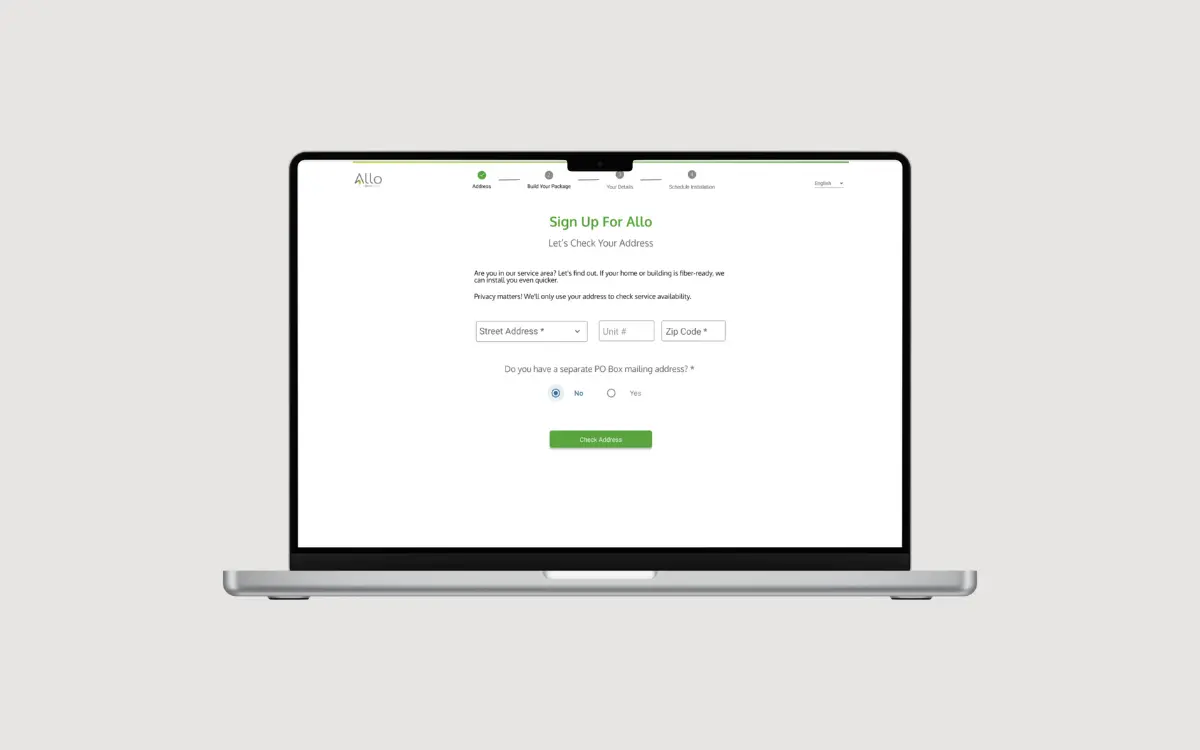 Allo
Address
Build Your Package
Your Details
4
Schedule Installation
English
Sign Up For Allo
Let's Check Your Address
Are you in our service area? Let's find out. If your home or building is fiber-ready, we
can install you even quicker.
Privacy matters! We'll only use your address to check service availability.
Street Address *
Unit #
Zip Code *
Do you have a separate PO Box mailing address? *
No
Yes
Check Address